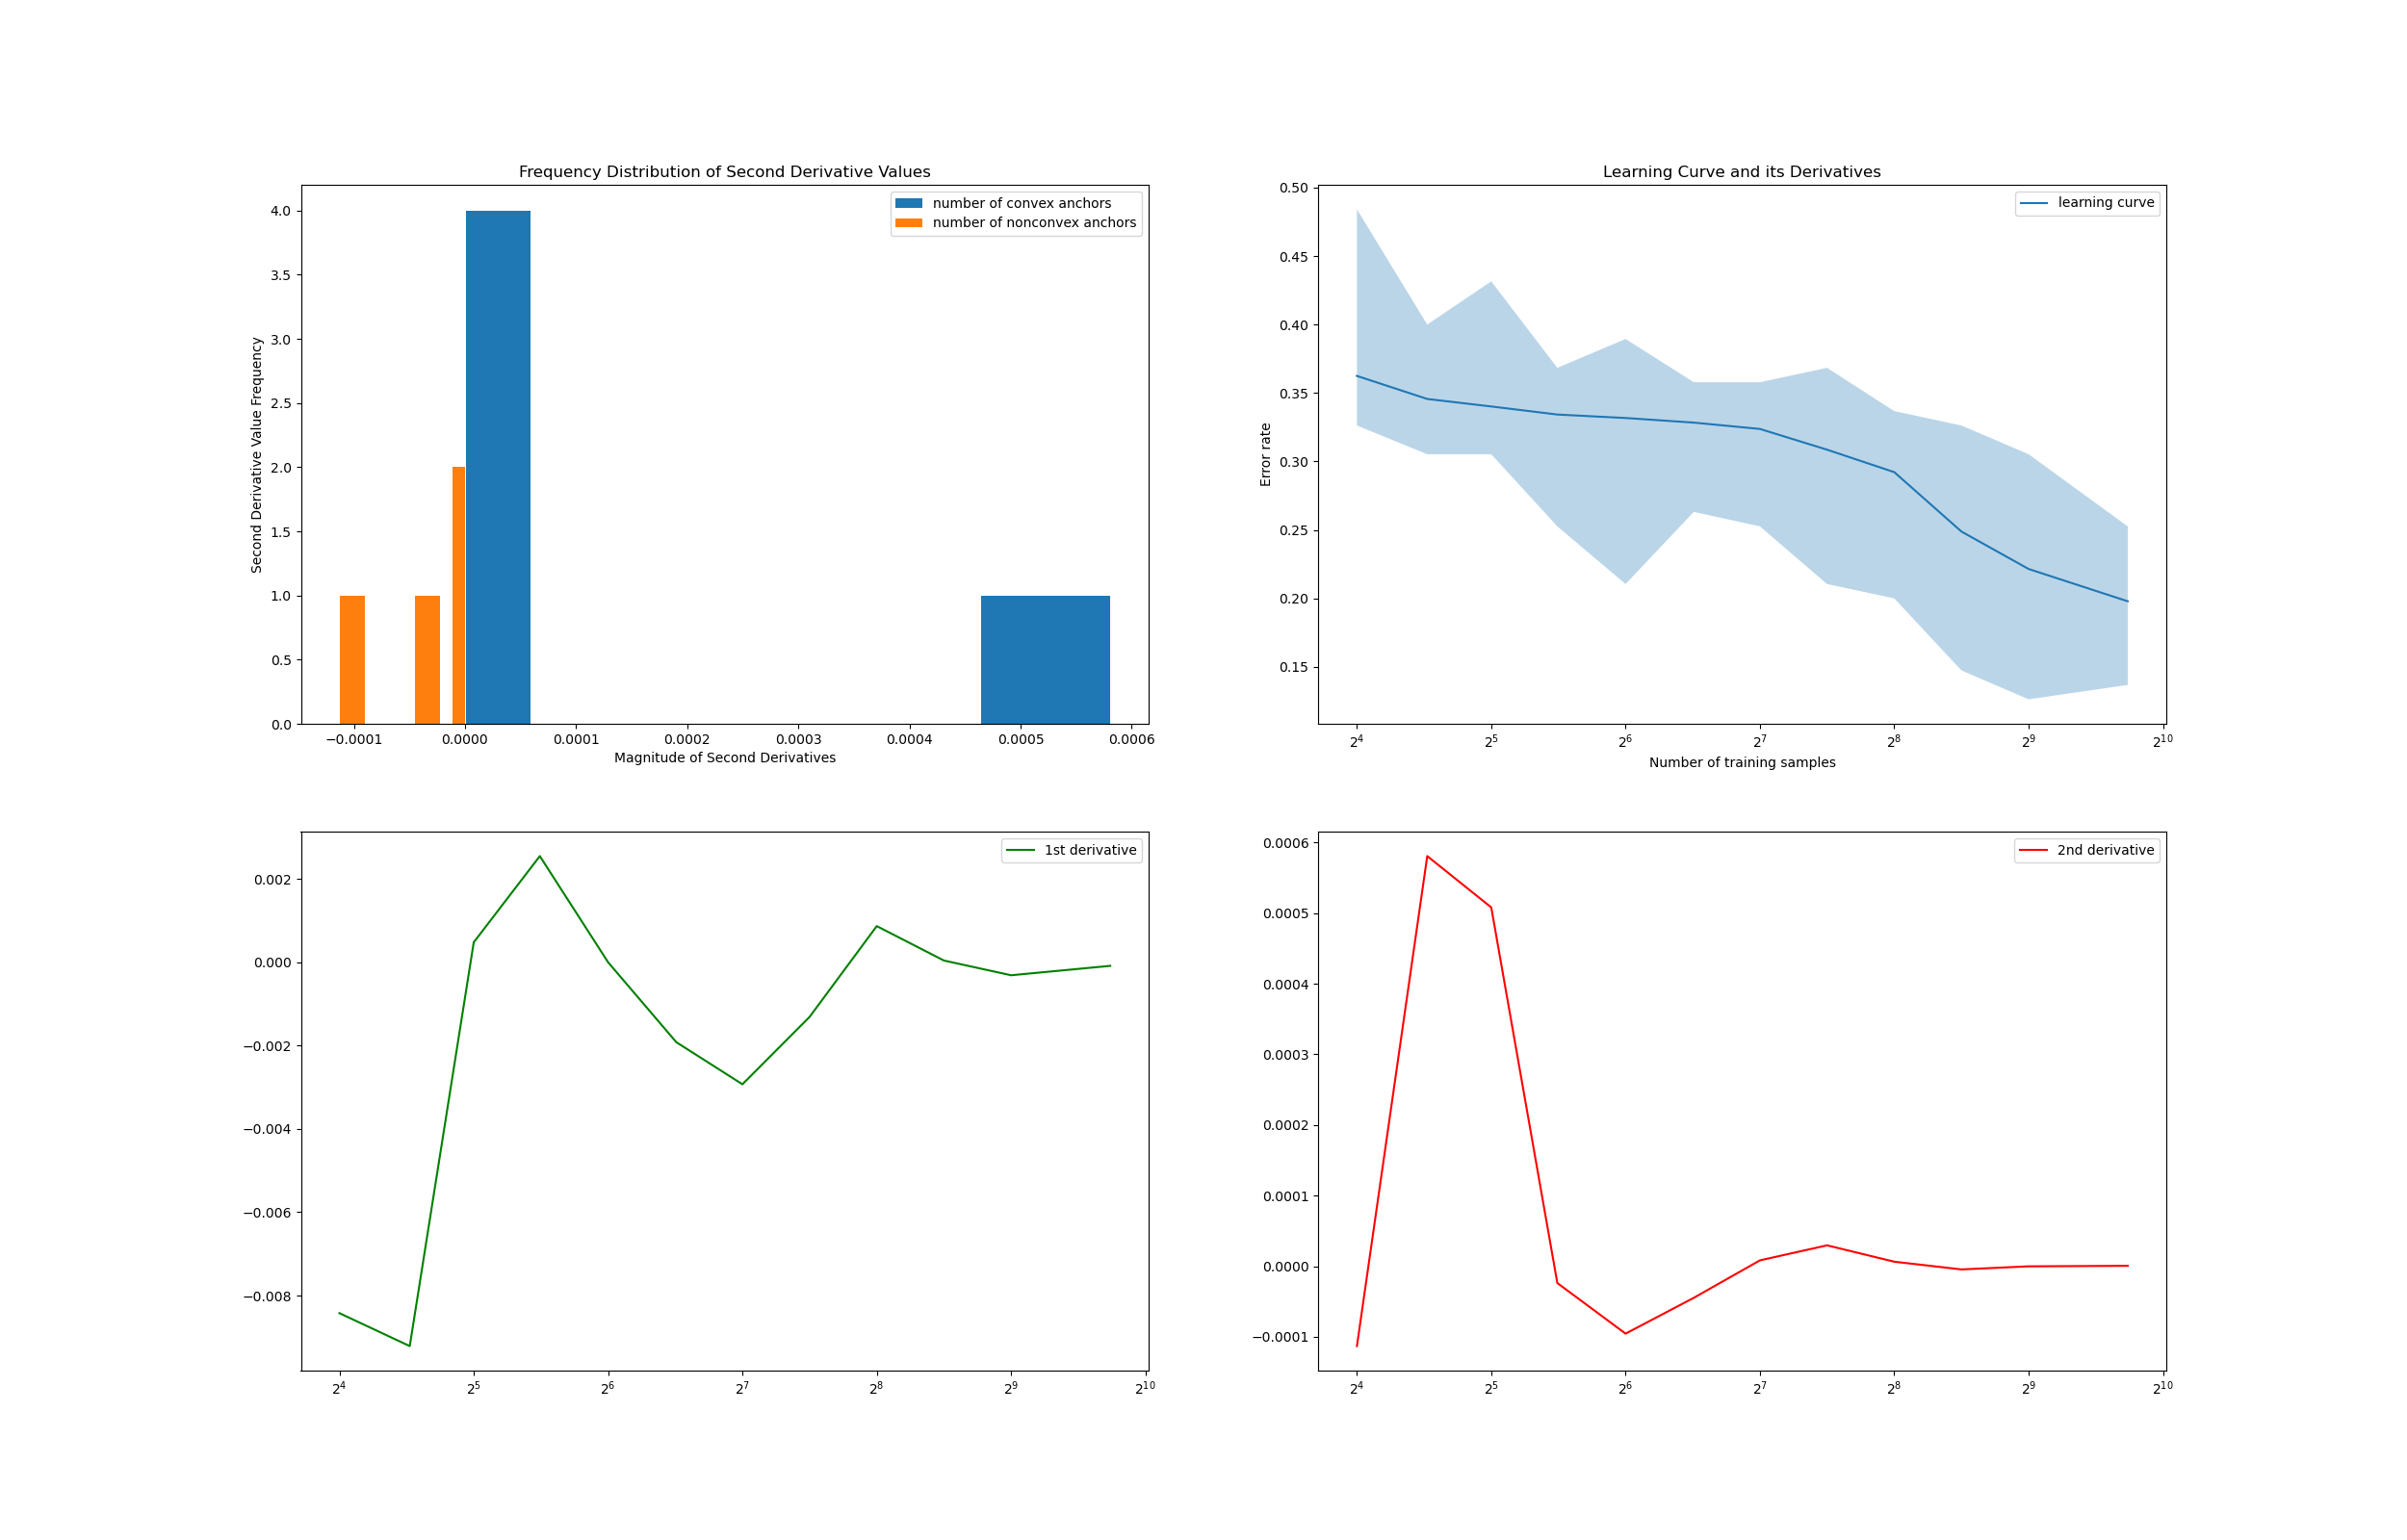 Frequency Distribution of Second Derivative Values
number of convex anchors
number of nonconvex anchors
4.0
3.5
3.0
2.5
2.0
1.5
1.0
0.5
0.0
Second Derivative Value Frequency
−0.0001 0.0000 0.0001 0.0002 0.0003 0.0004 0.0005 0.0006
Magnitude of Second Derivatives
Learning Curve and its Derivatives
learning curve
0.50
0.45
0.40
0.35
0.30
0.25
0.20
0.15
Error rate
2⁴ 2⁵ 2⁶ 2⁷ 2⁸ 2⁹ 2¹⁰
Number of training samples
1st derivative
0.002
0.000
−0.002
−0.004
−0.006
−0.008
2⁴ 2⁵ 2⁶ 2⁷ 2⁸ 2⁹ 2¹⁰
2nd derivative
0.0006
0.0005
0.0004
0.0003
0.0002
0.0001
0.0000
−0.0001
2⁴ 2⁵ 2⁶ 2⁷ 2⁸ 2⁹ 2¹⁰